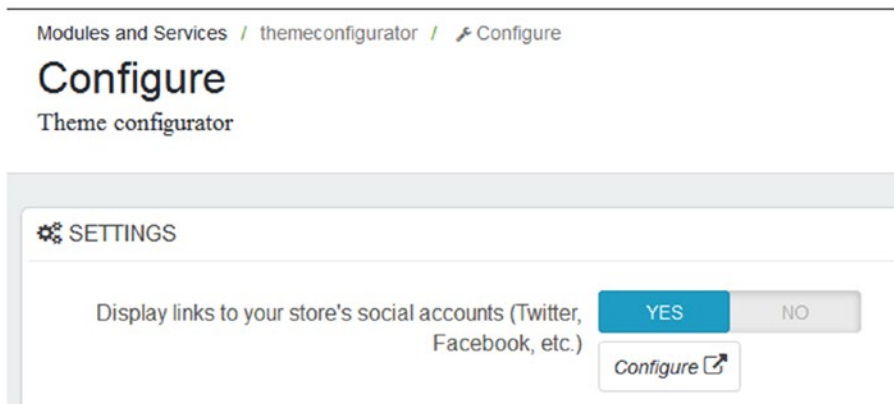 Modules and Services / themeconfigurator / Configure
Configure
Theme configurator
SETTINGS
Display links to your store's social accounts (Twitter, YES NO
Facebook, etc.)
Configure